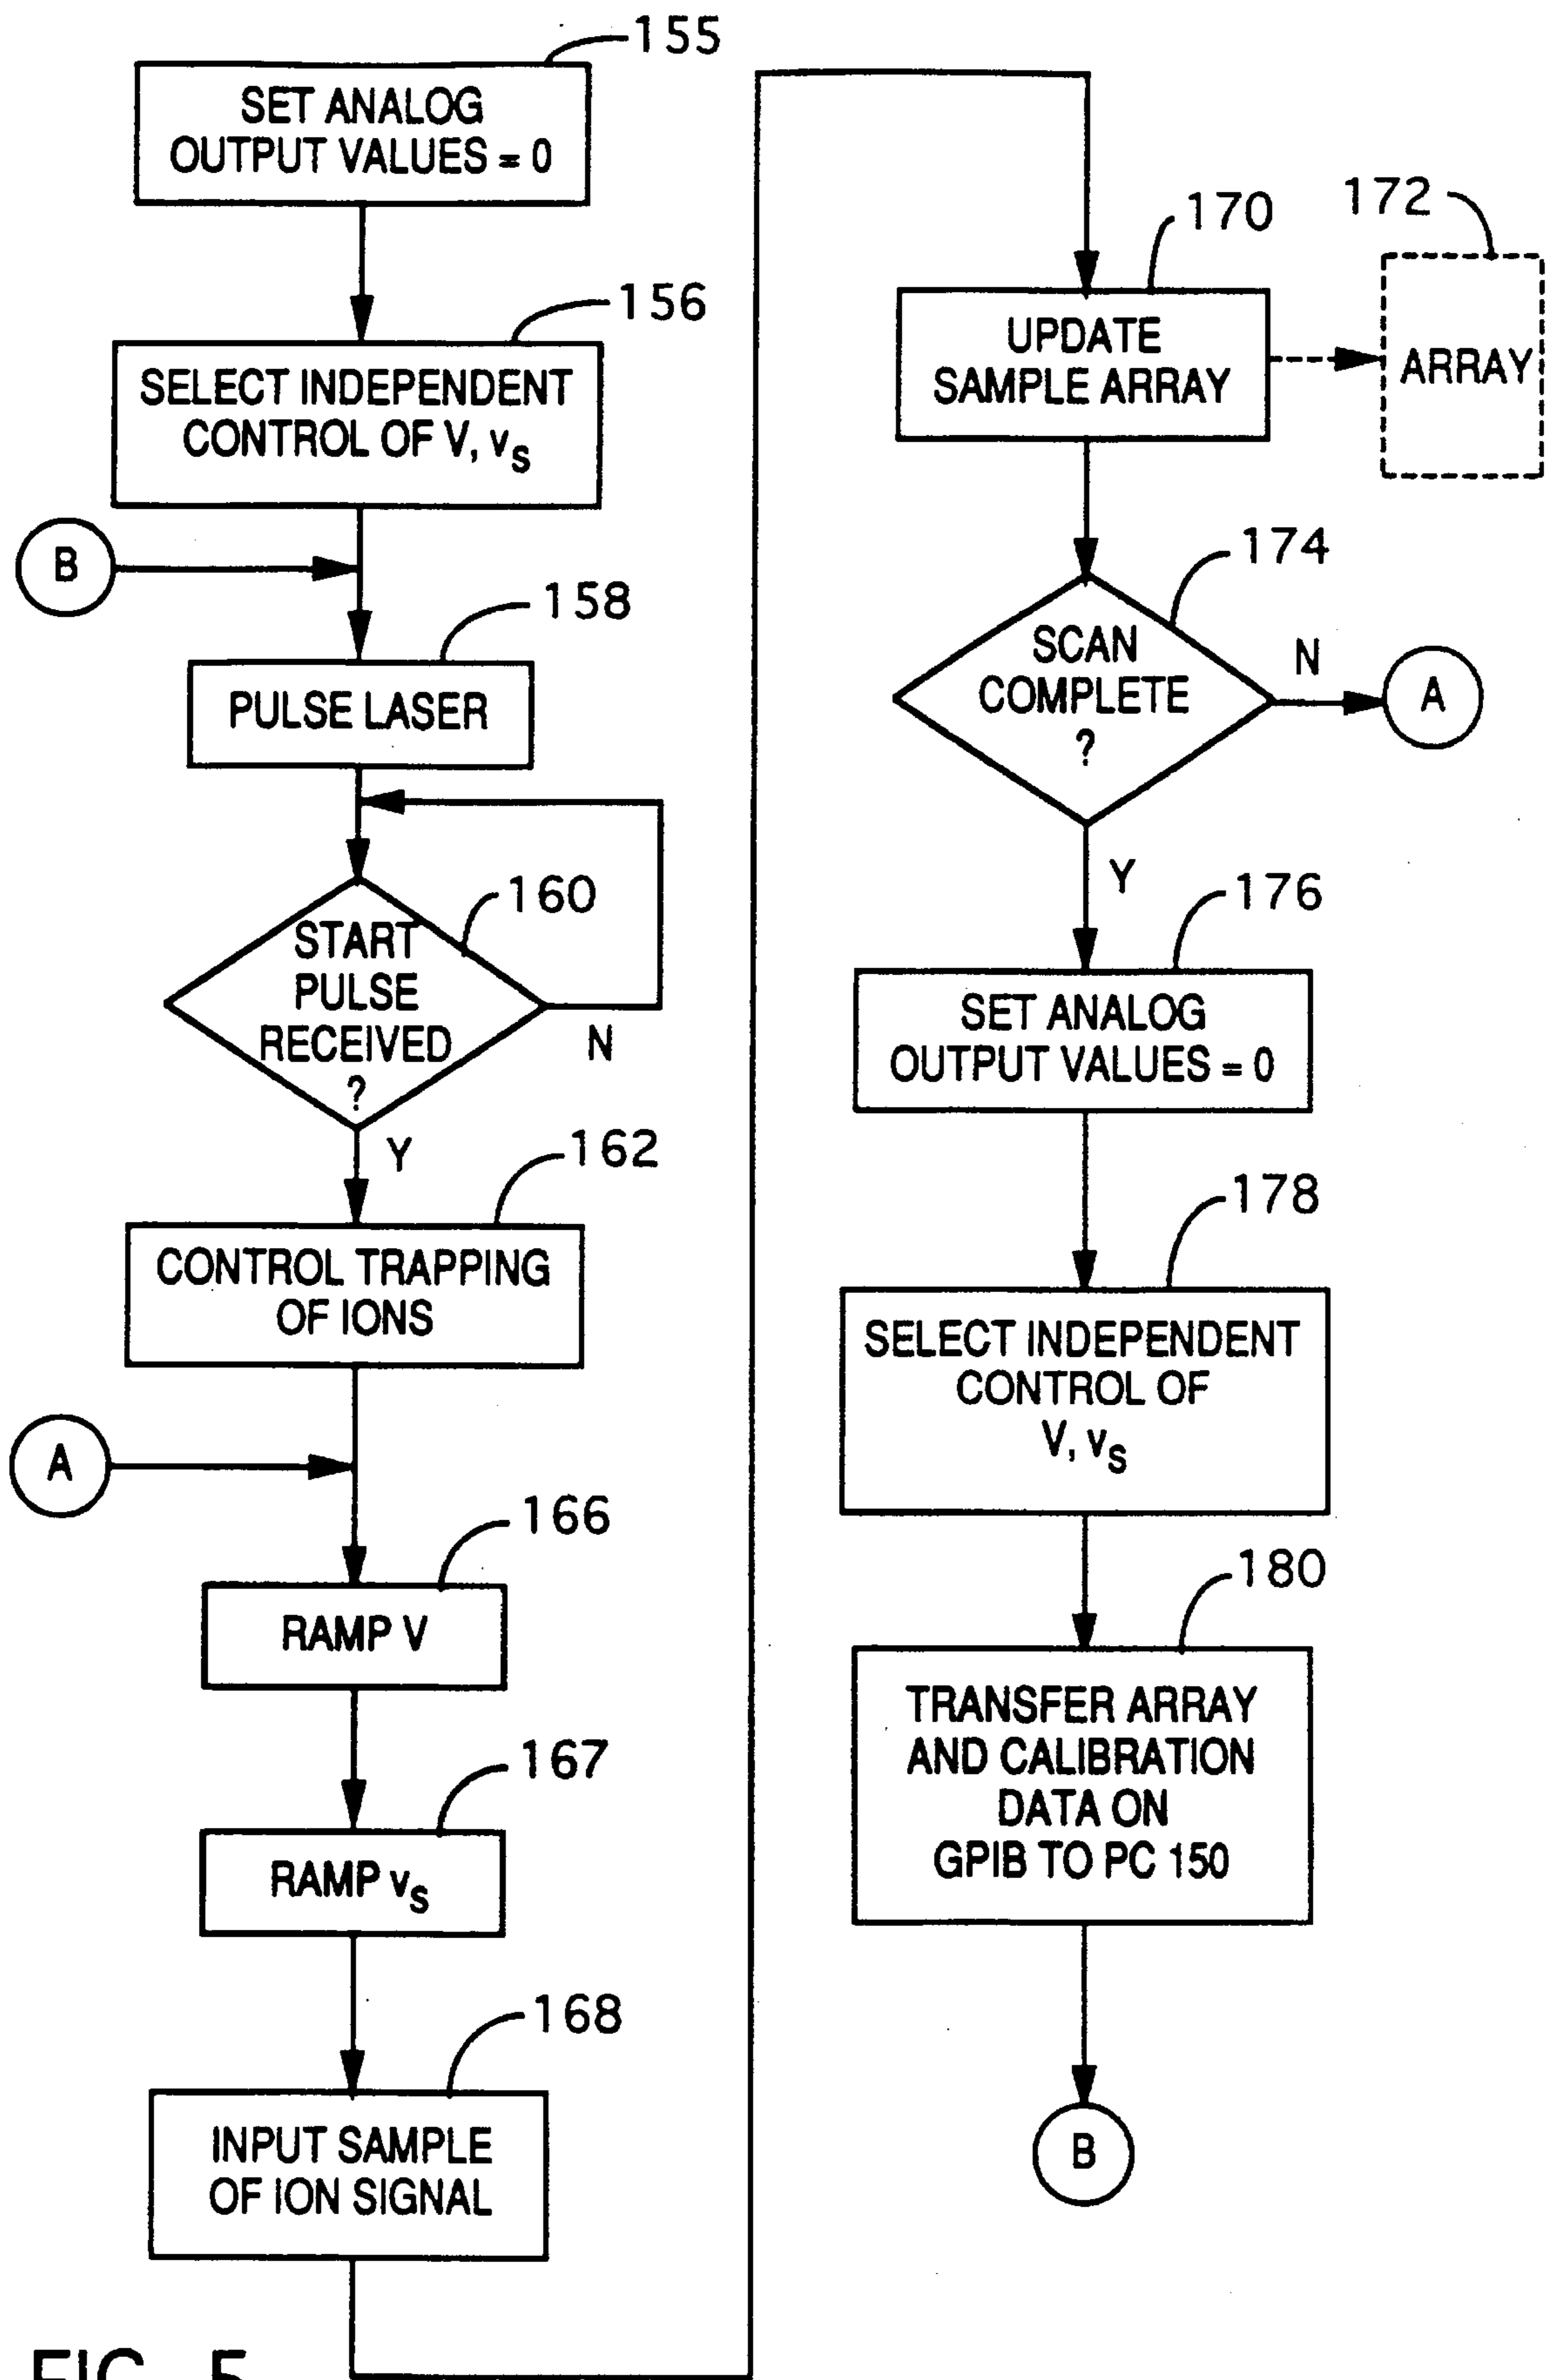 155
SET ANALOG
OUTPUT VALUES = 0
156
SELECT INDEPENDENT
CONTROL OF V, vS
B
158
PULSE LASER
160
START
PULSE
RECEIVED
?
N
Y
162
CONTROL TRAPPING
OF IONS
A
166
RAMP V
167
RAMP vS
168
INPUT SAMPLE
OF ION SIGNAL
170
UPDATE
SAMPLE ARRAY
172
ARRAY
174
SCAN
COMPLETE
?
N
A
Y
176
SET ANALOG
OUTPUT VALUES = 0
178
SELECT INDEPENDENT
CONTROL OF
V, vS
180
TRANSFER ARRAY
AND CALIBRATION
DATA ON
GPIB TO PC 150
B
FIG. 5